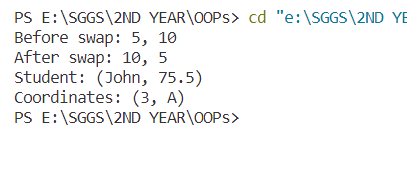 PS E:\SGGS\2ND YEAR\OOPs> cd "e:\SGGS\2ND YE
Before swap: 5, 10
After swap: 10, 5
Student: (John, 75.5)
Coordinates: (3, A)
PS E:\SGGS\2ND YEAR\OOPs>